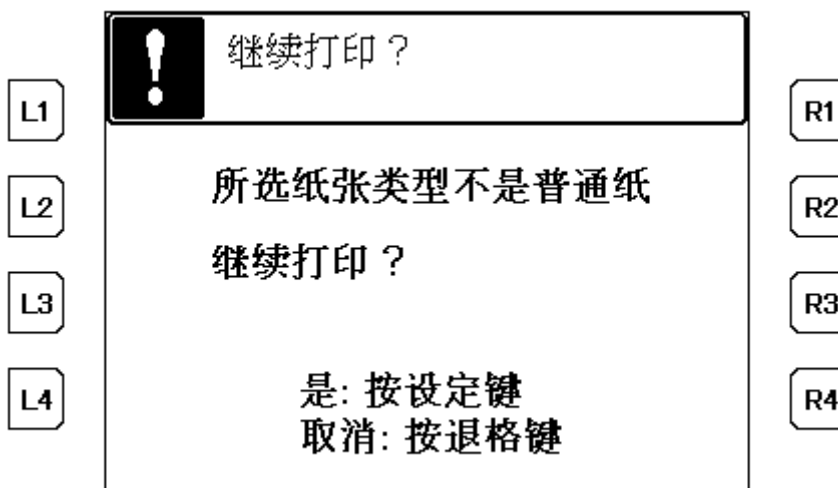 继续打印？
L1
R1
所选纸张类型不是普通纸
L2
R2
继续打印？
L3
R3
L4
R4
是: 按设定键
取消: 按退格键